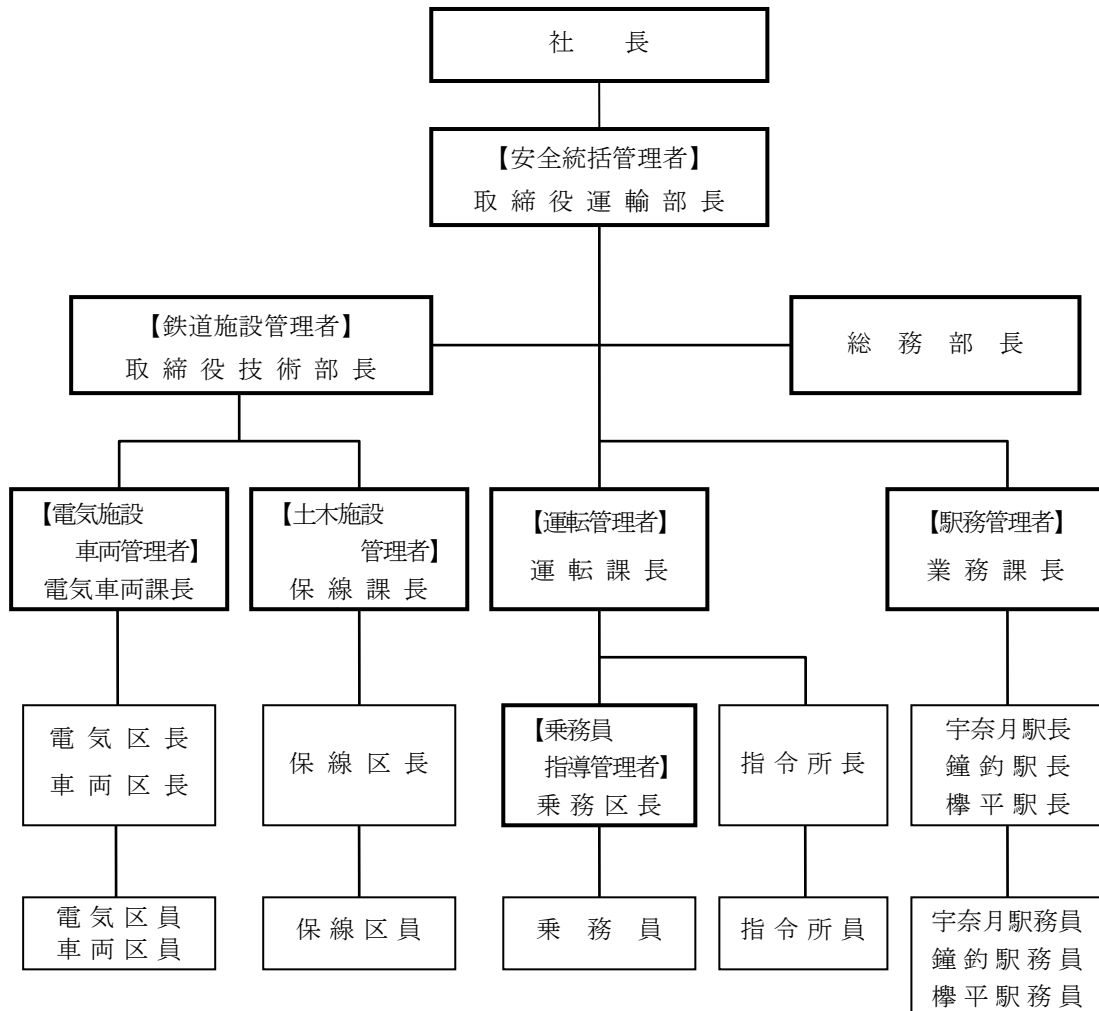 社長
【安全統括管理者】
取締役運輸部長
【鉄道施設管理者】
取締役技術部長
総務部長
【電気施設
車両管理者】
電気車両課長
【土木施設
管理者】
保線課長
【運転管理者】
運転課長
【駅務管理者】
業務課長
電気区長
車両区長
保線区長
【乗務員
指導管理者】
乗務区長
指令所長
宇奈月駅長
鐘釣駅長
欅平駅長
電気区員
車両区員
保線区員
乗務員
指令所員
宇奈月駅務員
鐘釣駅務員
欅平駅務員